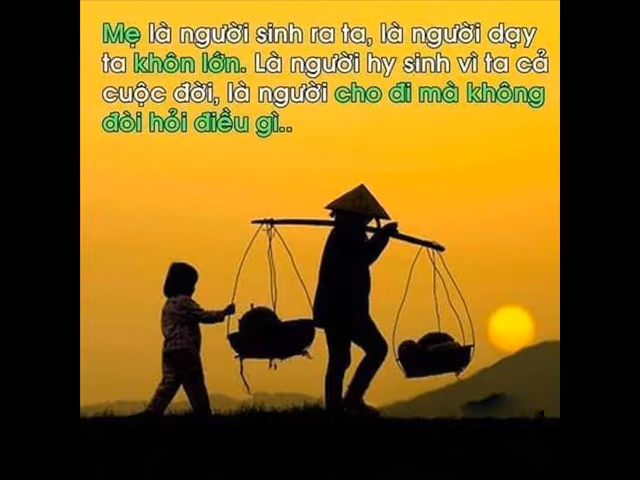 Mẹ là người sinh ra ta, là người dạy
ta khôn lớn. Là người hy sinh vì ta cả
cuộc đời, là người cho đi mà không
đòi hỏi điều gì..